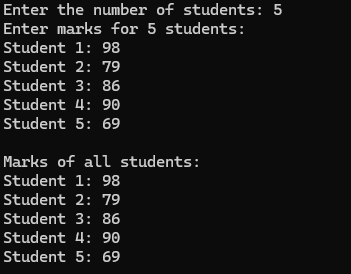 Enter the number of students: 5
Enter marks for 5 students:
Student 1: 98
Student 2: 79
Student 3: 86
Student 4: 90
Student 5: 69

Marks of all students:
Student 1: 98
Student 2: 79
Student 3: 86
Student 4: 90
Student 5: 69